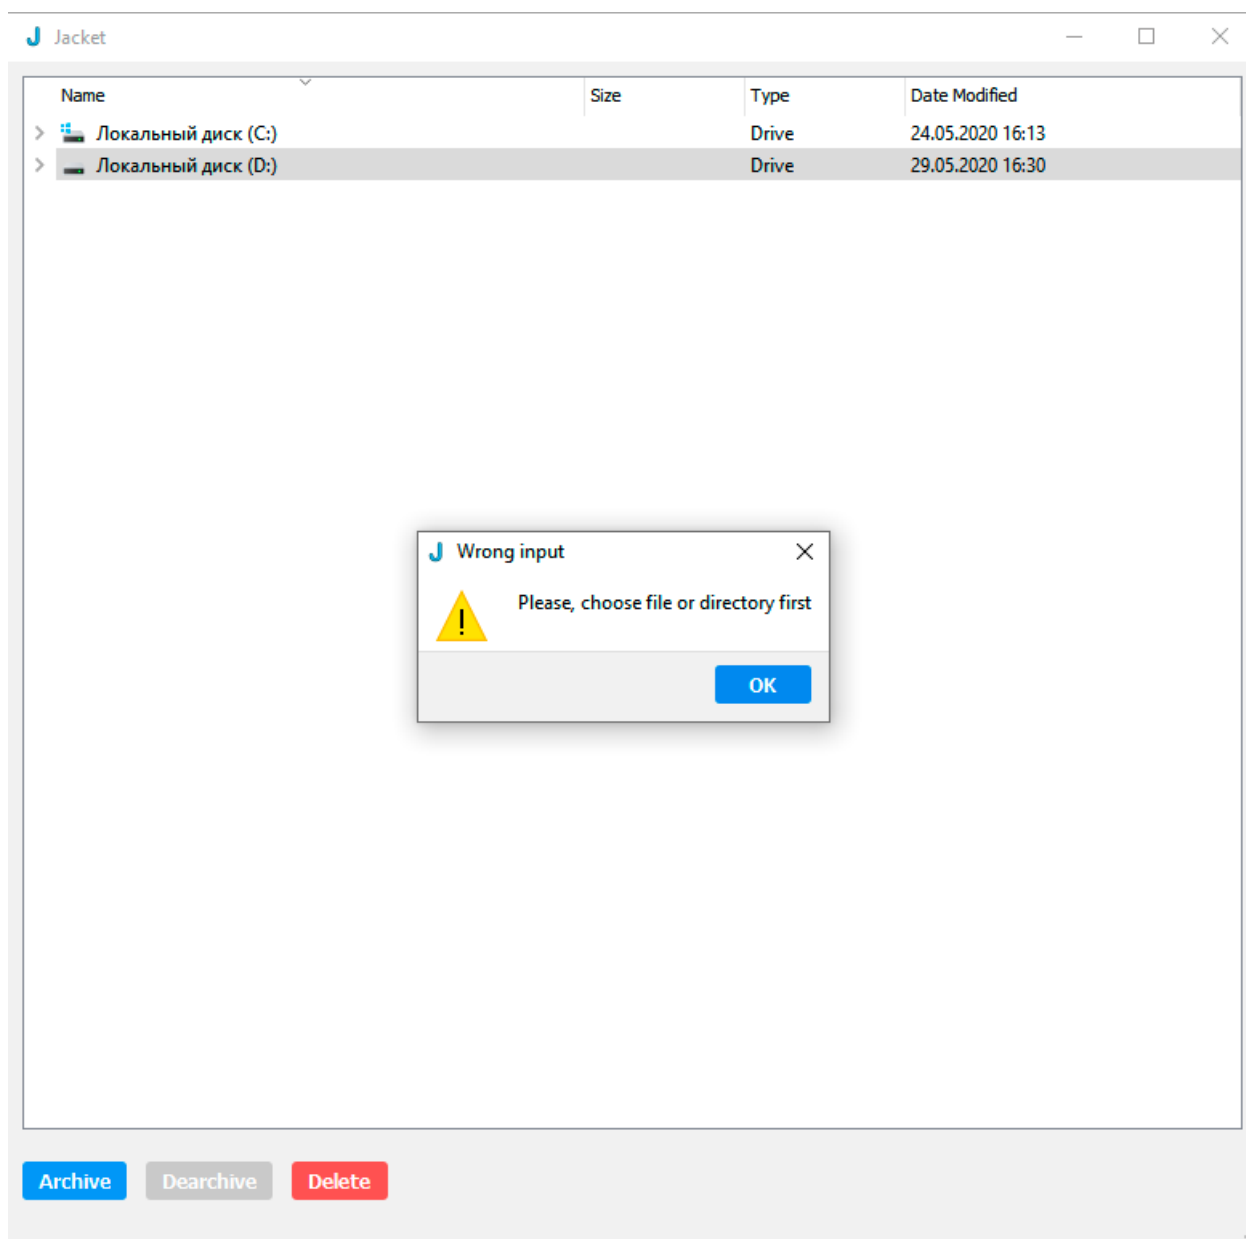 Jacket
Name Size Type Date Modified
Локальный диск (C:) Drive 24.05.2020 16:13
Локальный диск (D:) Drive 29.05.2020 16:30
Wrong input
Please, choose file or directory first
OK
Archive Dearchive Delete